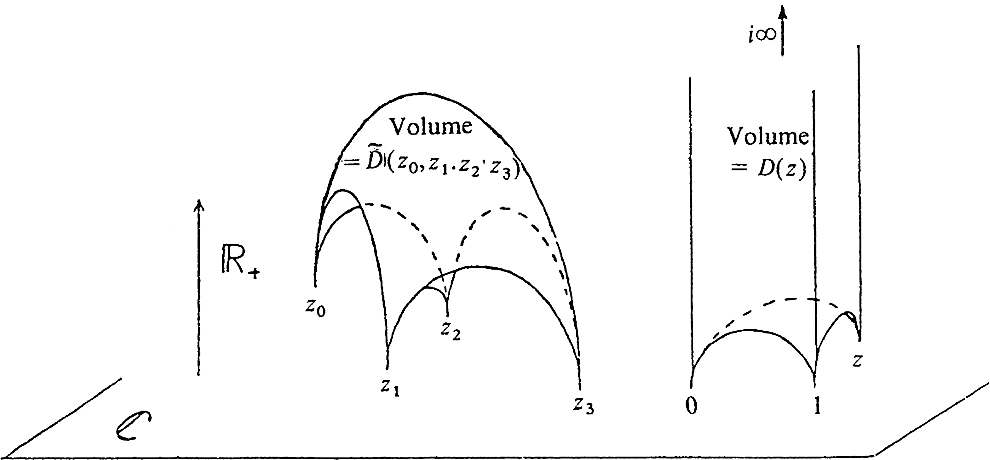 i∞
Volume
= D̃(z₀,z₁.z₂·z₃)
Volume
= D(z)
ℝ₊
z₀
z₂
z₁
z₃
z
0
1
ℂ